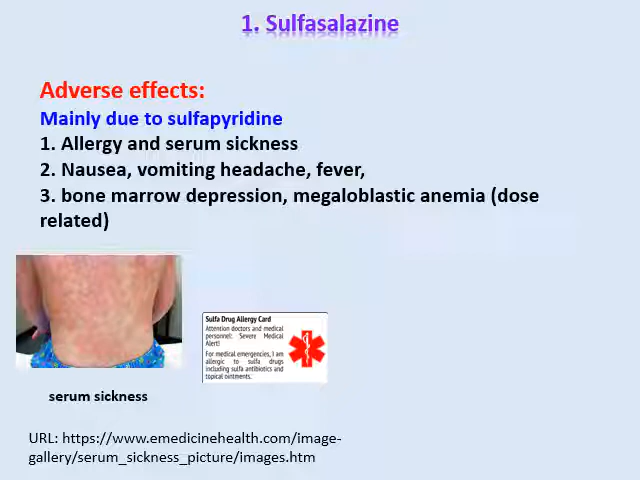 1. Sulfasalazine
Adverse effects:
Mainly due to sulfapyridine
1. Allergy and serum sickness
2. Nausea, vomiting headache, fever,
3. bone marrow depression, megaloblastic anemia (dose
related)
Sulfa Drug Allergy Card
Attention doctors and medical
personnel: Severe Medical
Alert!
For medical emergencies, I am
allergic to sulfa drugs
including sulfa antibiotics and
topical ointments.
serum sickness
URL: https://www.emedicinehealth.com/image-
gallery/serum_sickness_picture/images.htm